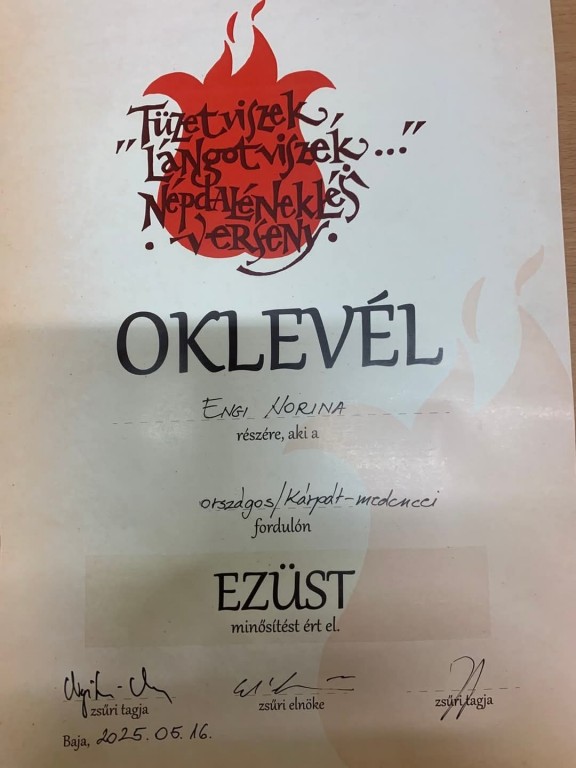 Tüzet viszek
"Lángot viszek..."
Népdaléneklés
. verseny .
OKLEVÉL
ENGI NORINA
részére, aki a
országos/Kárpát-medencei
fordulón
EZÜST
minősítést ért el.
zsűri tagja
zsűri elnöke
zsűri tagja
Baja, 2025. 05. 16.